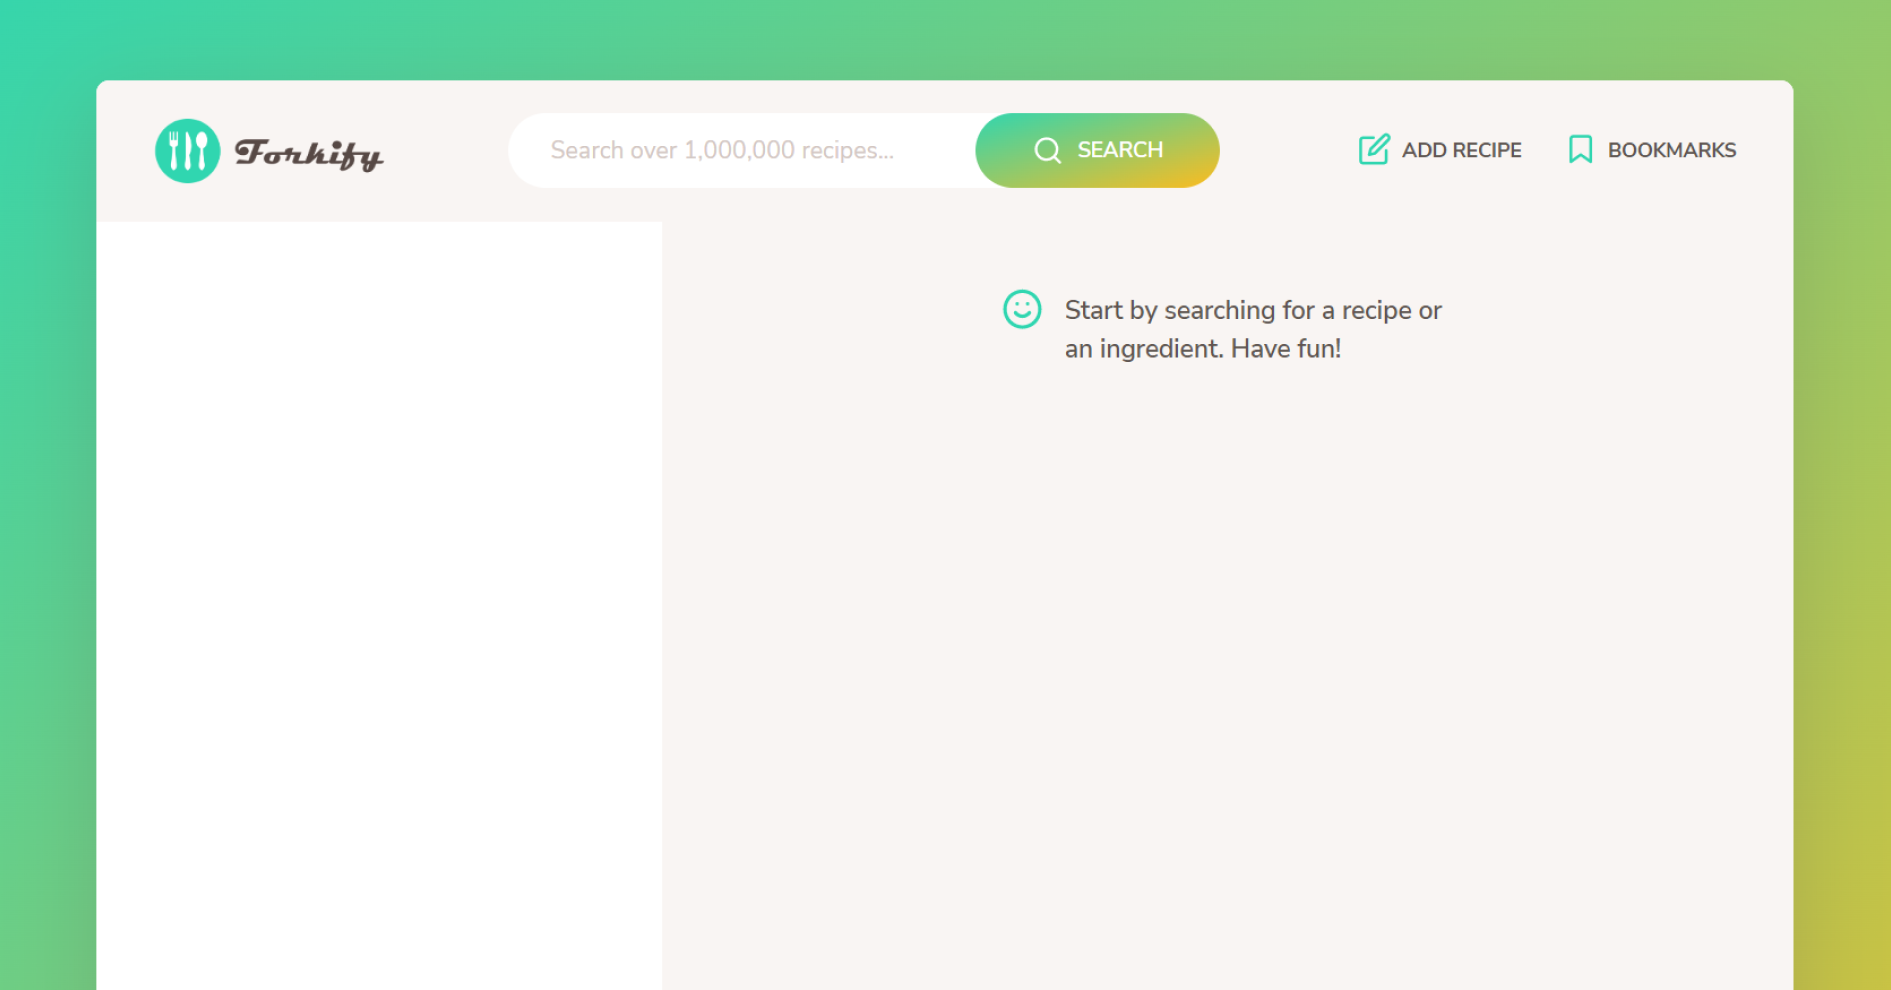 Forkify
Search over 1,000,000 recipes...
SEARCH
ADD RECIPE
BOOKMARKS
Start by searching for a recipe or
an ingredient. Have fun!